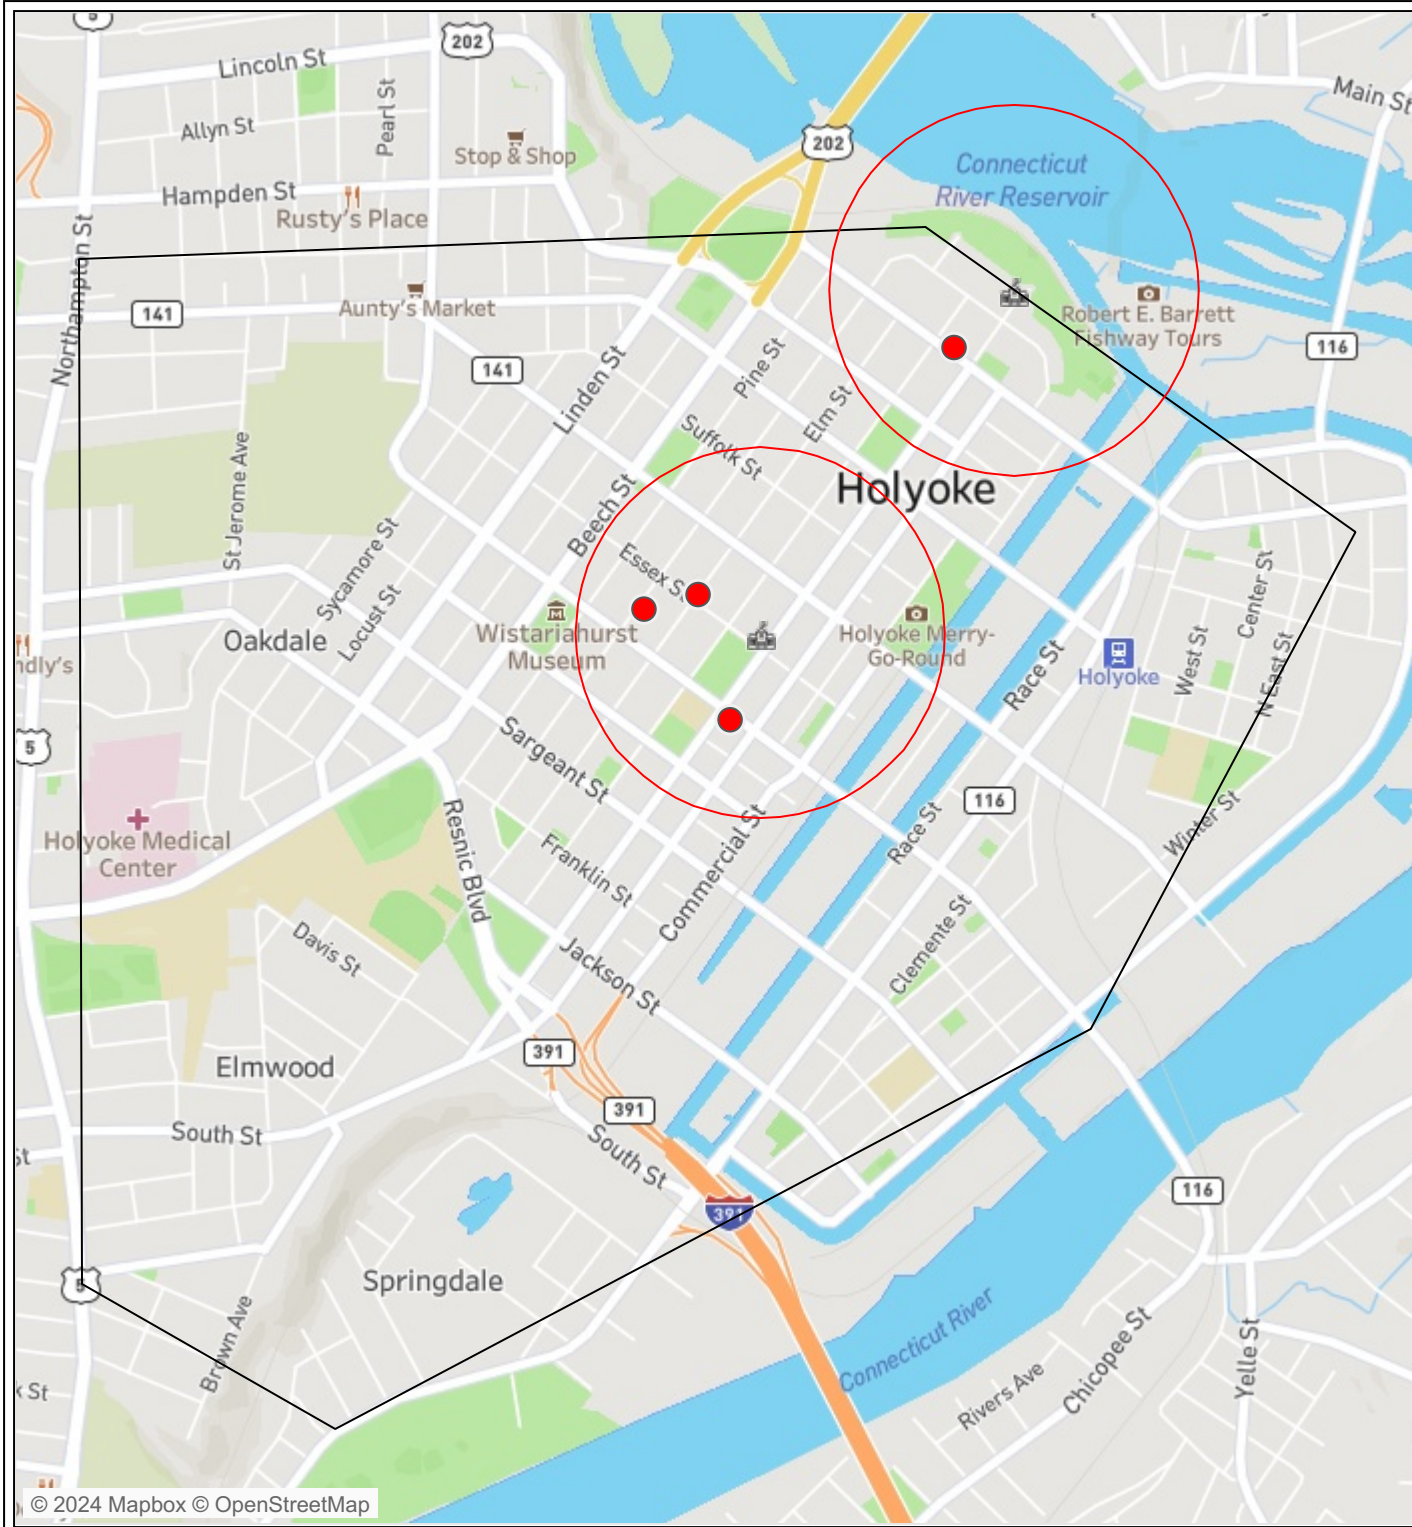 202
Lincoln St
Pearl St
Allyn St
Stop & Shop
202
Main St
Connecticut
River Reservoir
Hampden St
Rusty's Place
Northampton St
141
Aunty's Market
Robert E. Barrett
Fishway Tours
116
141
Linden St
Pine St
Elm St
Suffolk St
Holyoke
St Jerome Ave
Beech St
Sycamore St
Locust St
Essex S
Center St
Oakdale
Wistariahurst
Museum
Holyoke Merry-
Go-Round
Race St
Holyoke
West St
N East St
ndly's
5
Sargeant St
116
Holyoke Medical
Center
Resnic Blvd
Franklin St
Commercial St
Race St
Winter St
Davis St
Clemente St
Jackson St
391
Elmwood
391
South St
South St
St
116
391
5
Springdale
Brown Ave
Connecticut River
Chicopee St
Yelle St
Rivers Ave
k St
© 2024 Mapbox © OpenStreetMap